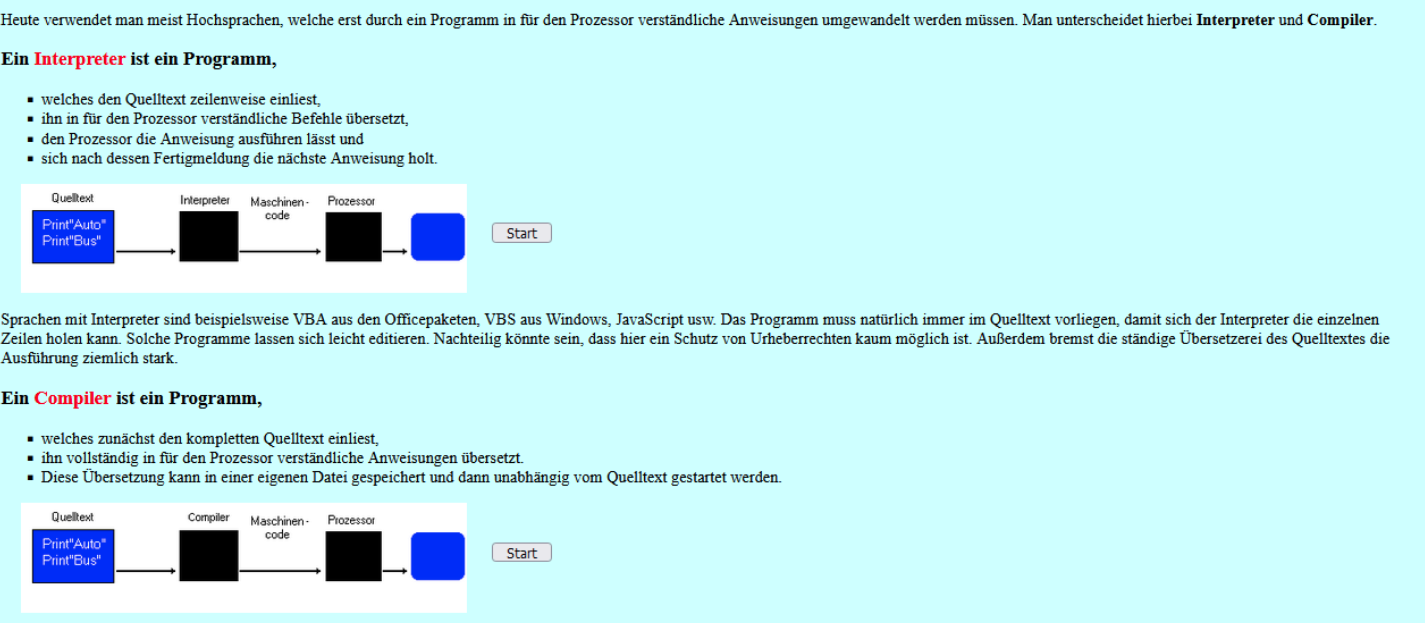 Heute verwendet man meist Hochsprachen, welche erst durch ein Programm in für den Prozessor verständliche Anweisungen umgewandelt werden müssen. Man unterscheidet hierbei Interpreter und Compiler.
Ein Interpreter ist ein Programm,
▪ welches den Quelltext zeilenweise einliest,
▪ ihn in für den Prozessor verständliche Befehle übersetzt,
▪ den Prozessor die Anweisung ausführen lässt und
▪ sich nach dessen Fertigmeldung die nächste Anweisung holt.
Quelltext Interpreter Maschinen- Prozessor
code
Print"Auto"
Print"Bus"
Start
Sprachen mit Interpreter sind beispielsweise VBA aus den Officepaketen, VBS aus Windows, JavaScript usw. Das Programm muss natürlich immer im Quelltext vorliegen, damit sich der Interpreter die einzelnen
Zeilen holen kann. Solche Programme lassen sich leicht editieren. Nachteilig könnte sein, dass hier ein Schutz von Urheberrechten kaum möglich ist. Außerdem bremst die ständige Übersetzerei des Quelltextes die
Ausführung ziemlich stark.
Ein Compiler ist ein Programm,
▪ welches zunächst den kompletten Quelltext einliest,
▪ ihn vollständig in für den Prozessor verständliche Anweisungen übersetzt.
▪ Diese Übersetzung kann in einer eigenen Datei gespeichert und dann unabhängig vom Quelltext gestartet werden.
Quelltext Compiler Maschinen- Prozessor
code
Print"Auto"
Print"Bus"
Start